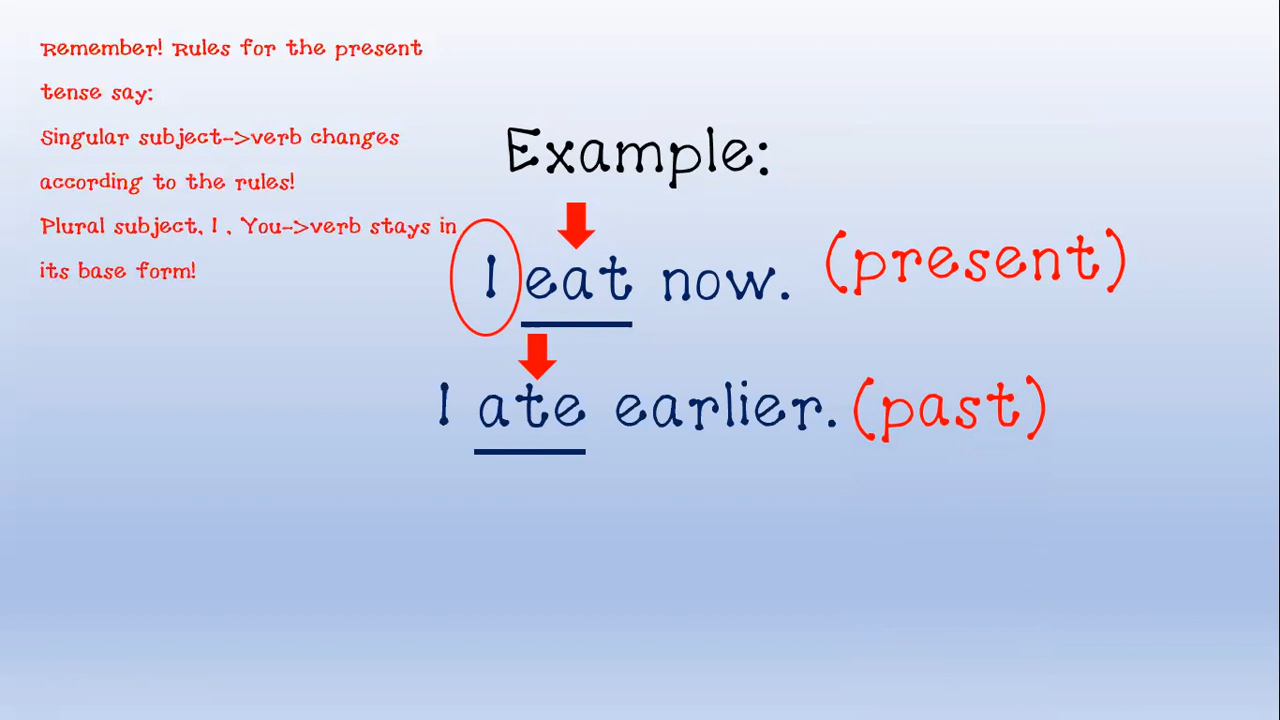 Remember! Rules for the present
tense say:
Singular subject->verb changes
according to the rules!
Plural subject, I , You->verb stays in
its base form!
Example:
I eat now. (present)
I ate earlier. (past)